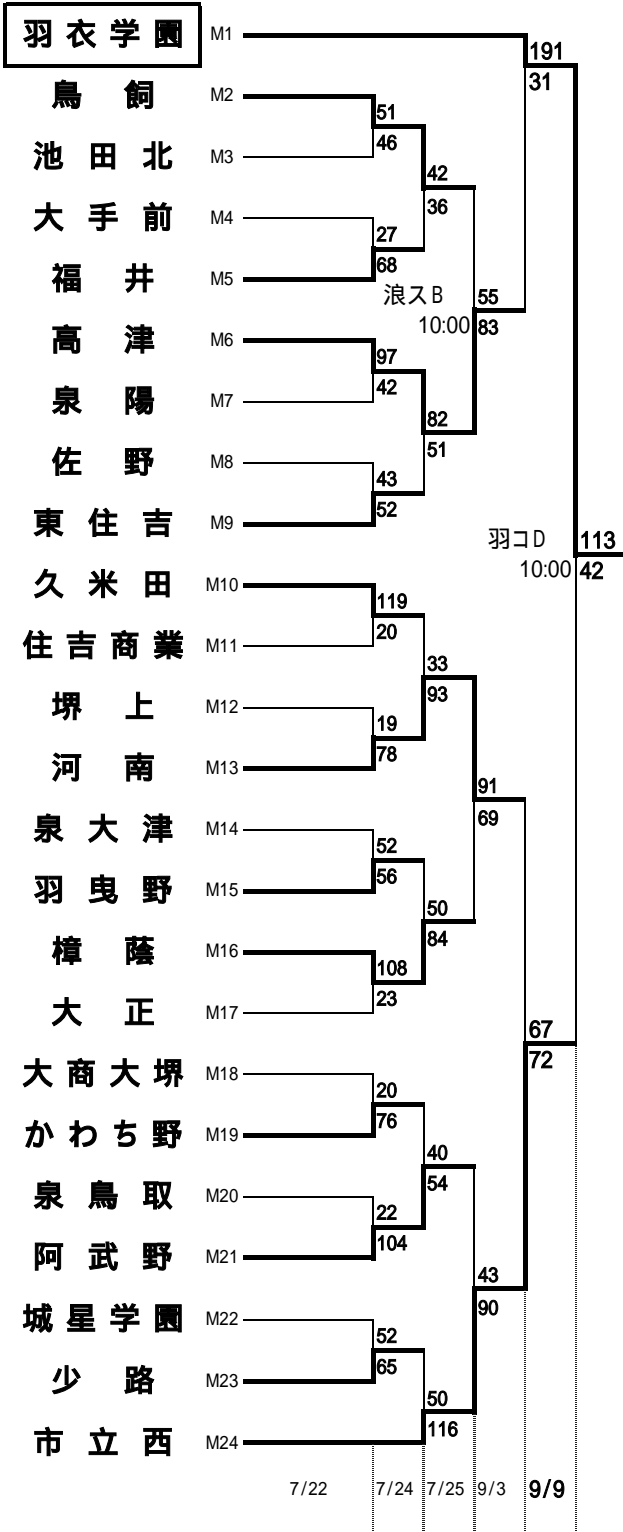 羽衣学園 M1
191
鳥飼 M2
31
51
池田北 M3
46
42
大手前 M4
36
27
福井 M5
68
浪スB 55
高津 M6
10:00 83
97
泉陽 M7
42
82
佐野 M8
51
43
東住吉 M9
52
羽コD 113
久米田 M10
10:00 42
119
住吉商業 M11
20
33
堺上 M12
93
19
河南 M13
78
91
泉大津 M14
69
52
羽曳野 M15
56
50
樟蔭 M16
84
108
大正 M17
23
67
大商大堺 M18
72
20
かわち野 M19
76
40
泉鳥取 M20
54
22
阿武野 M21
104
43
城星学園 M22
90
52
少路 M23
65
50
市立西 M24
116
7/22 7/24 7/25 9/3 9/9